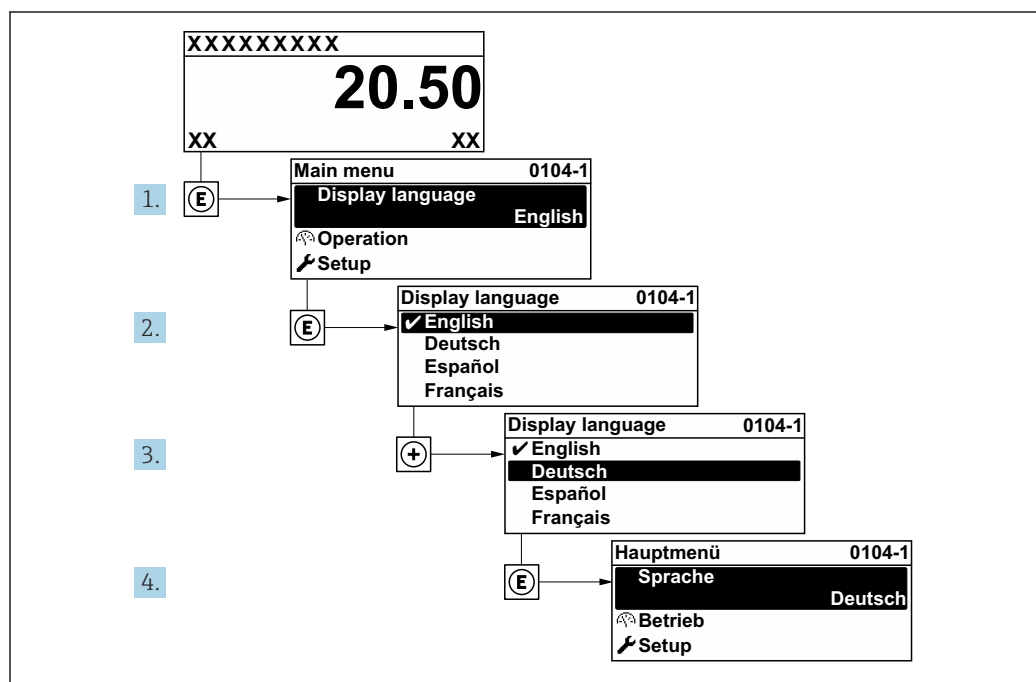 XXXXXXXXX
20.50
XX XX
1. E
Main menu 0104-1
Display language
English
Operation
Setup
2. E
Display language 0104-1
✔English
Deutsch
Español
Français
3. +
Display language 0104-1
✔English
Deutsch
Español
Français
4. E
Hauptmenü 0104-1
Sprache
Deutsch
Betrieb
Setup